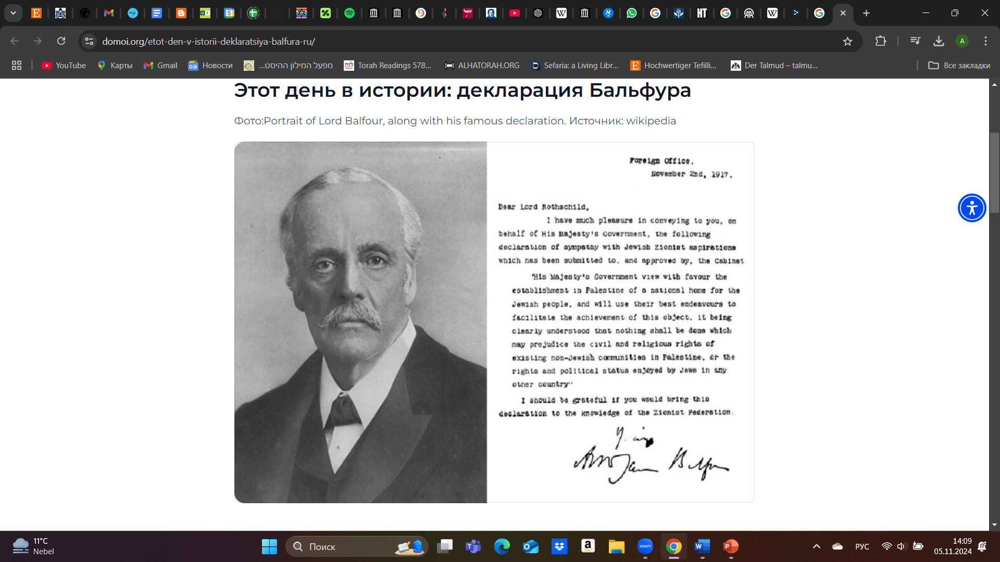 domoi.org/etot-den-v-istorii-deklaratsiya-balfura-ru/
A
YouTube
Карты
Gmail
Новости
מפעל המילון ההיסט...
Torah Readings 578...
ALHATORAH.ORG
Sefaria: a Living Libr...
Hochwertiger Tefilli...
Der Talmud – talmu...
Все закладки
Этот день в истории: декларация Бальфура
Фото:Portrait of Lord Balfour, along with his famous declaration. Источник: wikipedia
Foreign Office,
November 2nd, 1917.
Dear Lord Rothschild,
I have much pleasure in conveying to you, on
behalf of His Majesty's Government, the following
declaration of sympathy with Jewish Zionist aspirations
which has been submitted to, and approved by, the Cabinet
"His Majesty's Government view with favour the
establishment in Palestine of a national home for the
Jewish people, and will use their best endeavours to
facilitate the achievement of this object, it being
clearly understood that nothing shall be done which
may prejudice the civil and religious rights of
existing non-Jewish communities in Palestine, or the
rights and political status enjoyed by Jews in any
other country"
I should be grateful if you would bring this
declaration to the knowledge of the Zionist Federation.
Arthur James Balfour
11°C
Nebel
Поиск
zoom
РУС
14:09
05.11.2024